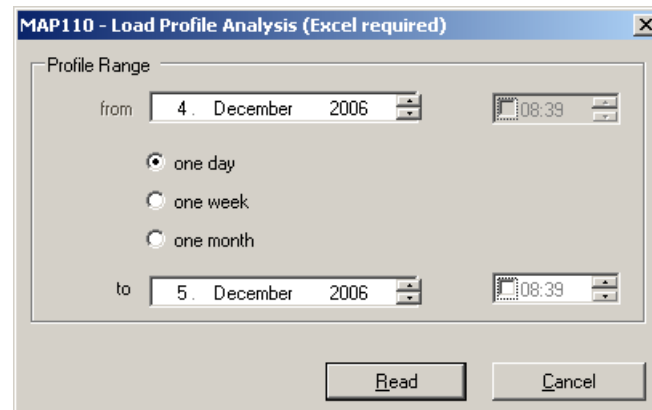 MAP110 - Load Profile Analysis (Excel required)
Profile Range
from 4. December 2006 08:39
one day
one week
one month
to 5. December 2006 08:39
Read Cancel